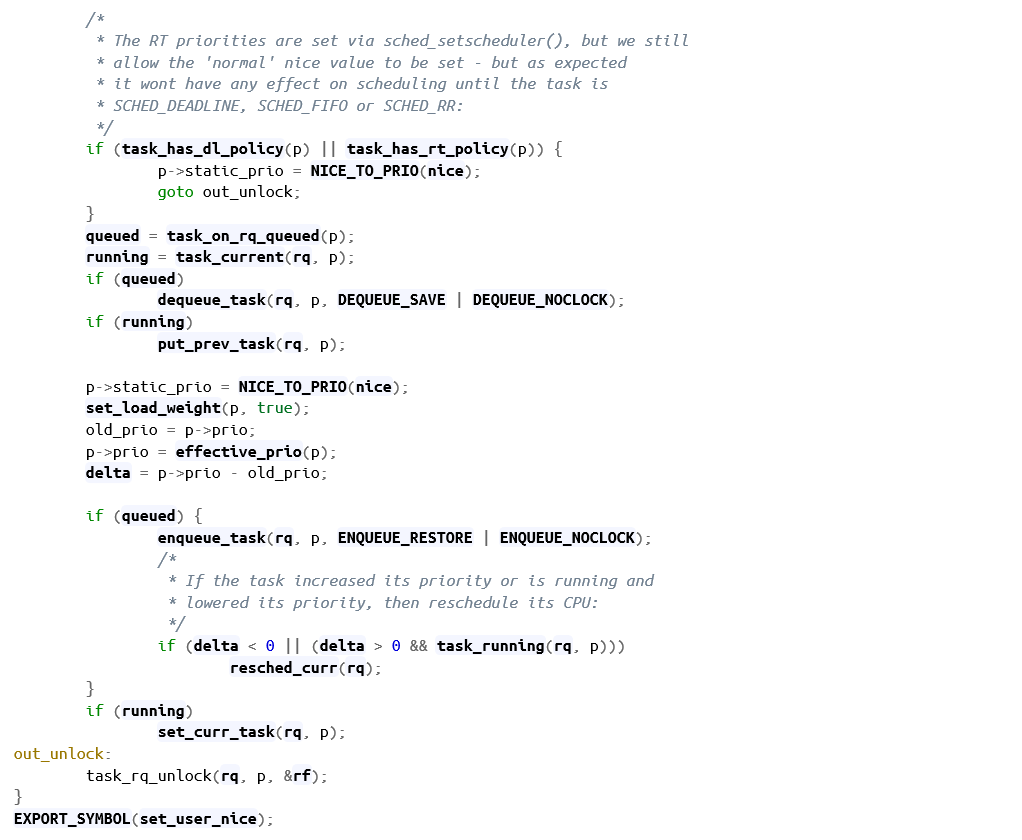 /*
 * The RT priorities are set via sched_setscheduler(), but we still
 * allow the 'normal' nice value to be set - but as expected
 * it wont have any effect on scheduling until the task is
 * SCHED_DEADLINE, SCHED_FIFO or SCHED_RR:
 */
if (task_has_dl_policy(p) || task_has_rt_policy(p)) {
p->static_prio = NICE_TO_PRIO(nice);
goto out_unlock;
}
queued = task_on_rq_queued(p);
running = task_current(rq, p);
if (queued)
dequeue_task(rq, p, DEQUEUE_SAVE | DEQUEUE_NOCLOCK);
if (running)
put_prev_task(rq, p);
p->static_prio = NICE_TO_PRIO(nice);
set_load_weight(p, true);
old_prio = p->prio;
p->prio = effective_prio(p);
delta = p->prio - old_prio;
if (queued) {
enqueue_task(rq, p, ENQUEUE_RESTORE | ENQUEUE_NOCLOCK);
/*
 * If the task increased its priority or is running and
 * lowered its priority, then reschedule its CPU:
 */
if (delta < 0 || (delta > 0 && task_running(rq, p)))
resched_curr(rq);
}
if (running)
set_curr_task(rq, p);
out_unlock:
task_rq_unlock(rq, p, &rf);
}
EXPORT_SYMBOL(set_user_nice);